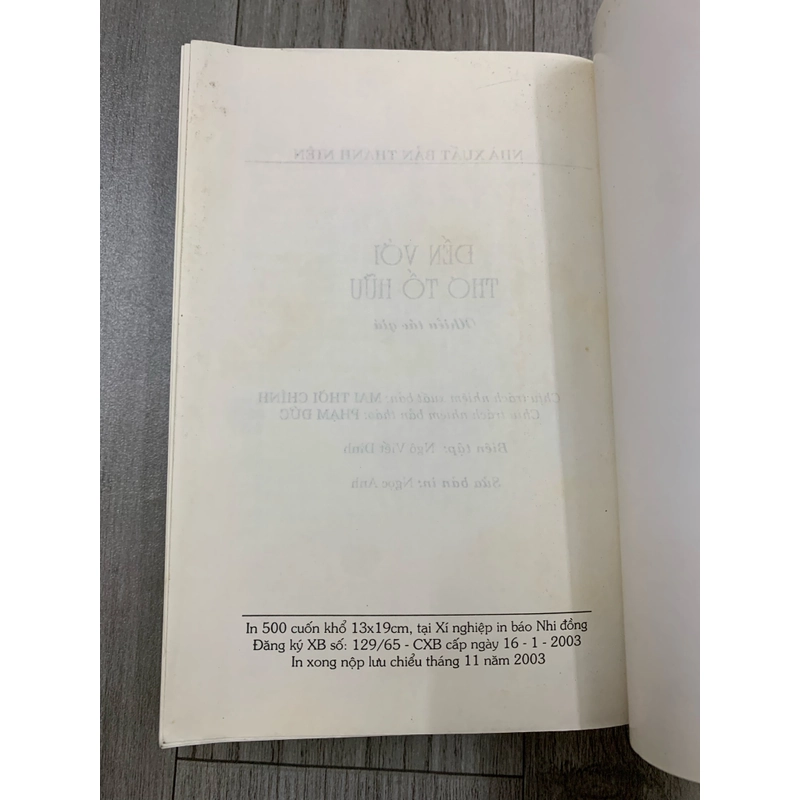 NHÀ XUẤT BẢN THANH NIÊN
ĐẾN VỚI
THƠ TỐ HỮU
(Nhiều tác giả)
Chịu trách nhiệm xuất bản: MAI THỜI CHÍNH
Chịu trách nhiệm bản thảo: PHẠM ĐỨC
Biên tập: Ngô Viết Dinh
Sửa bản in: Ngọc Anh
In 500 cuốn khổ 13x19cm, tại Xí nghiệp in báo Nhi đồng
Đăng ký XB số: 129/65 - CXB cấp ngày 16 - 1 - 2003
In xong nộp lưu chiểu tháng 11 năm 2003